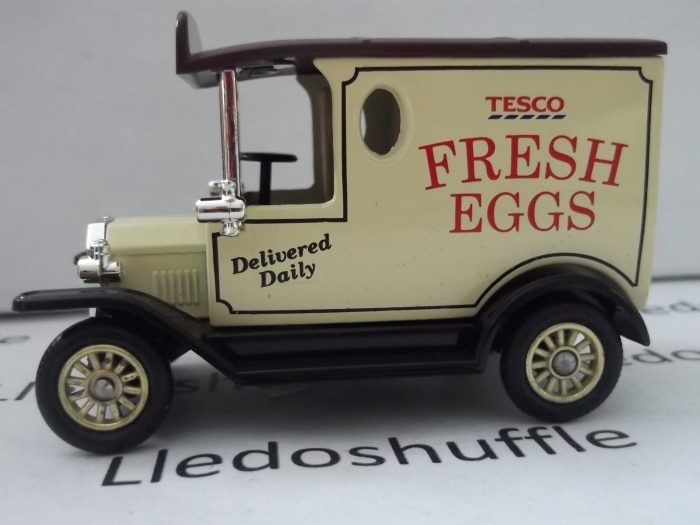 TESCO
FRESH
EGGS
Delivered
Daily
Lledoshuffle